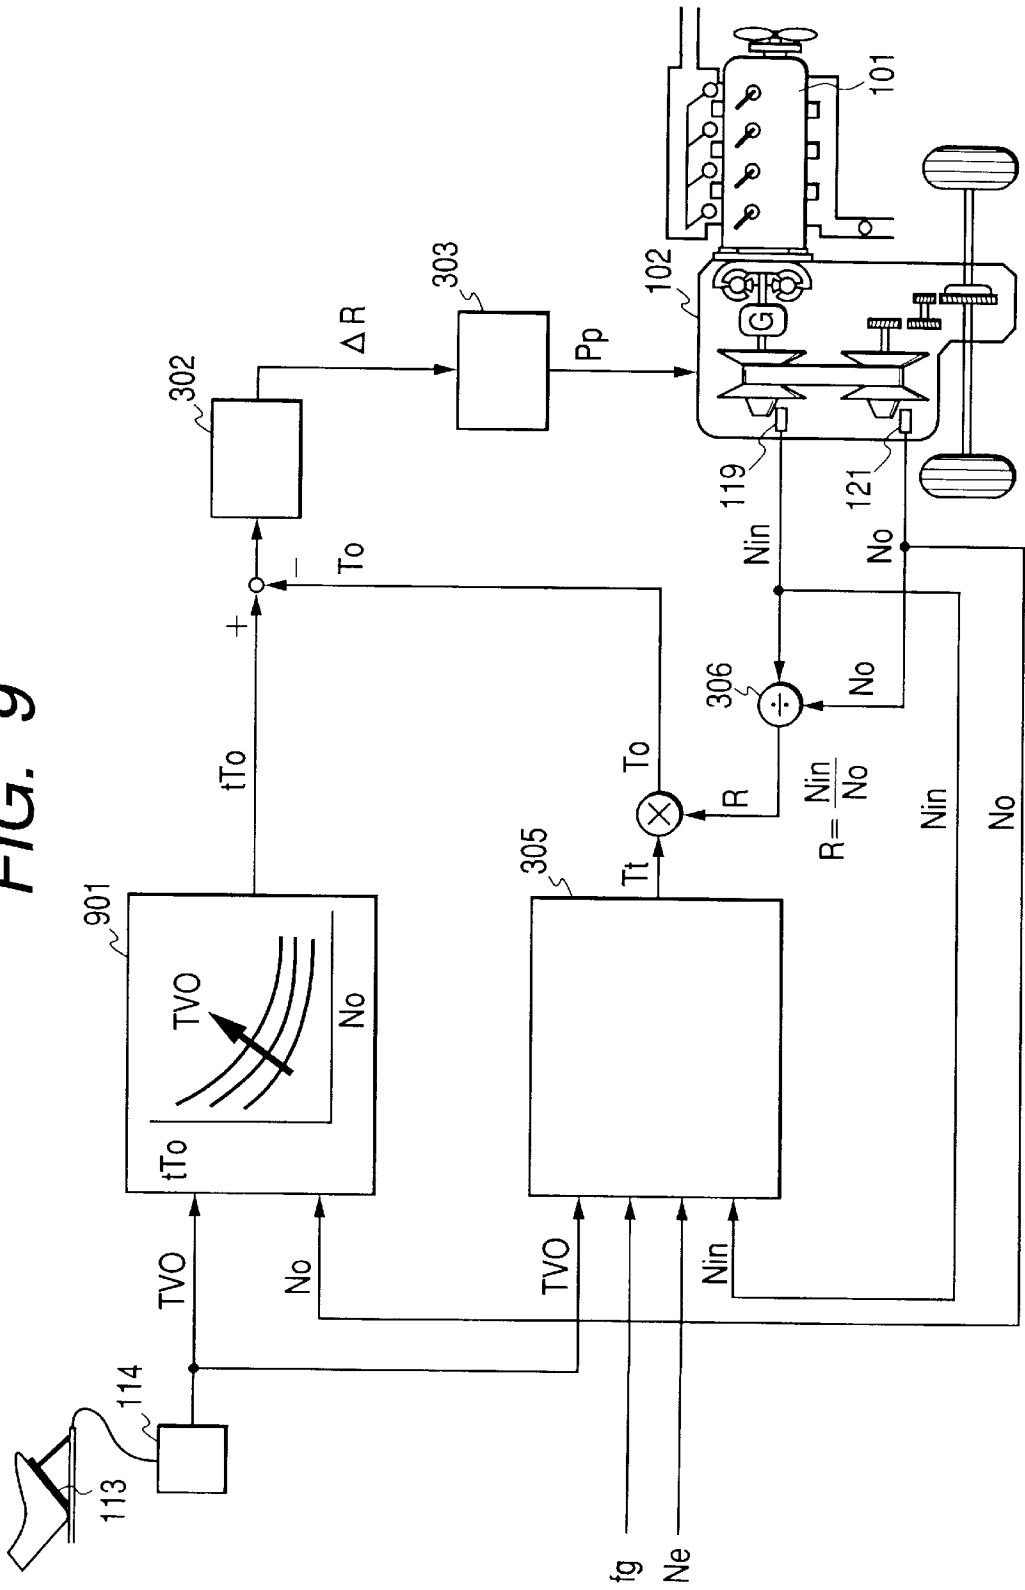 FIG. 9
113
114
TVO
No
901
tTo
TVO
No
tTo
+
−
To
302
ΔR
303
Pp
102
101
G
119
121
Nin
No
306
÷
No
R
R= Nin
No
To
×
Tt
305
TVO
fg
Ne
Nin
Nin
No